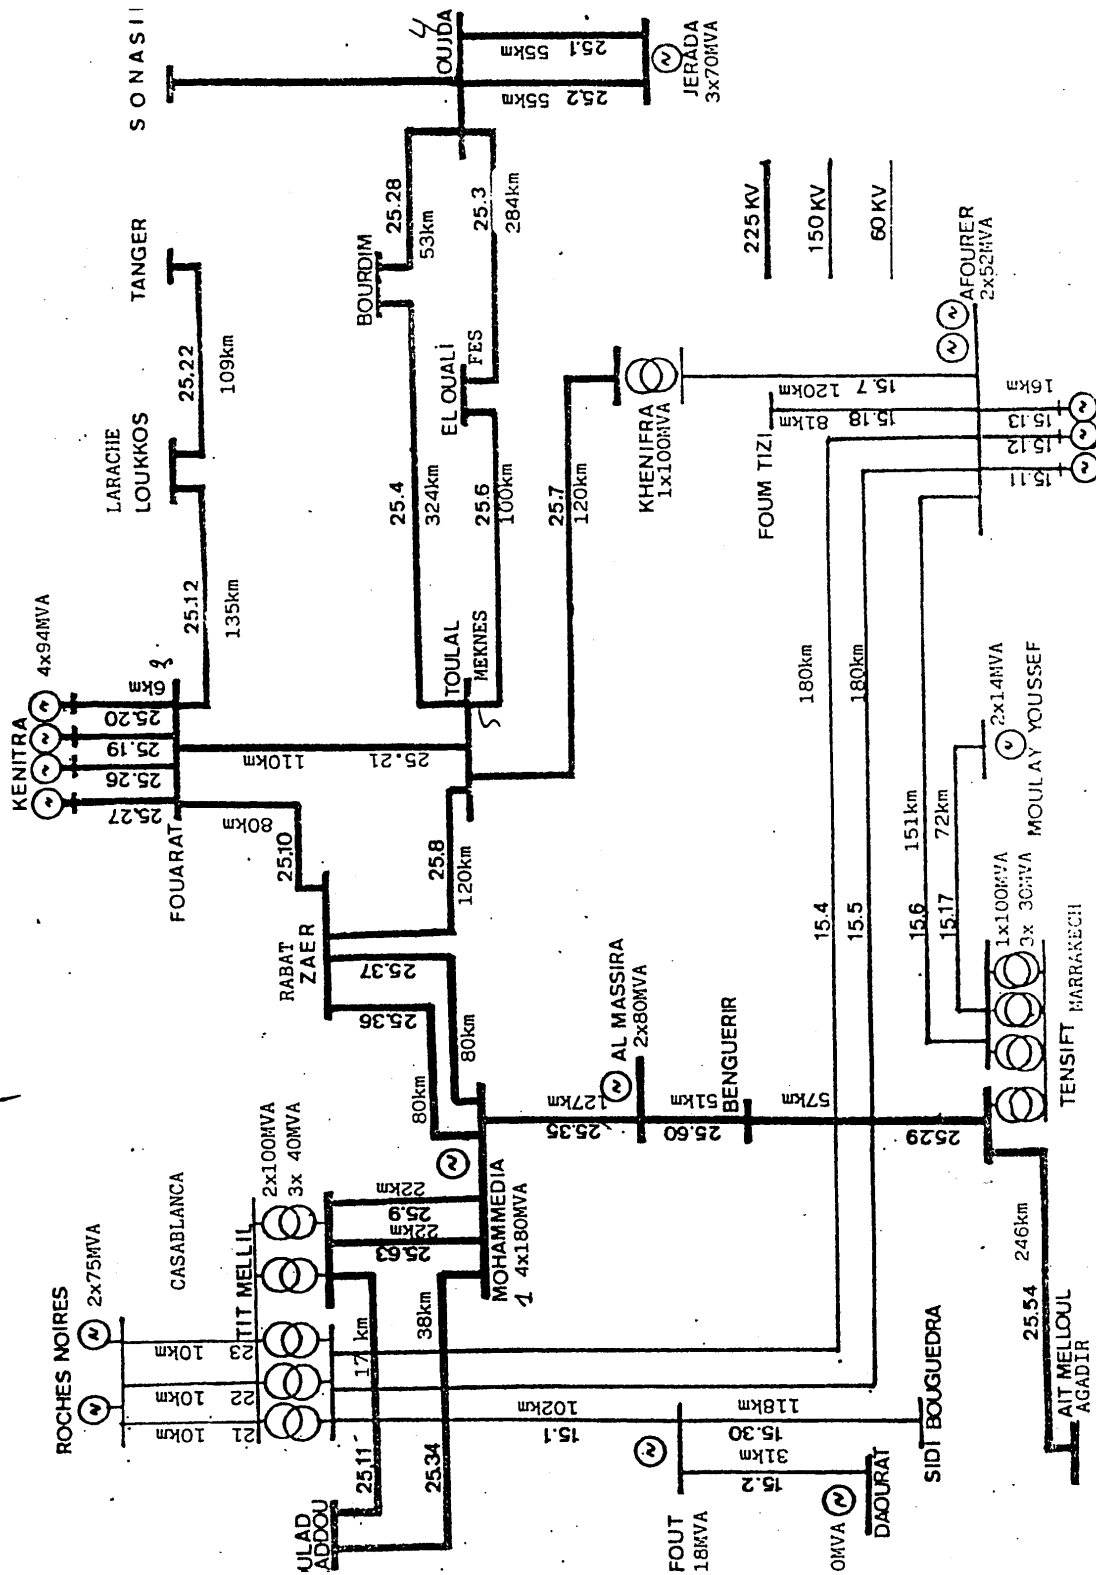 SONASI
4
OUJDA
25.1
55km
25.2
55km
JERADA
3x70MVA
TANGER
25.22
109km
LARACHE
LOUKKOS
25.12
135km
BOURDIM
25.28
53km
25.3
284km
EL OUALI
FES
25.4
324km
25.6
100km
25.7
120km
225 KV
150 KV
60 KV
KHENIFRA
1x100MVA
AFOURER
2x52MVA
15.7 120km
FOUM TIZI
81km 15.18
16km
15.13
15.12
15.11
KENITRA
4x94MVA
6km
25.20
25.19
25.26
25.27
FOUARAT
110km
25.21
TOULAL
MEKNES
5
80km
25.10
25.8
120km
RABAT
ZAER
25.37
25.36
80km
80km
180km
15.4
180km
15.5
151km
15.6
72km
15.17
2x14MVA
MOULAY YOUSSEF
1x100MVA
3x 30MVA
TENSIFT
MARRAKECH
AL MASSIRA
2x80MVA
127km
25.35
51km
25.60
BENGUERIR
57km
25.29
246km
25.54
AIT MELLOUL
AGADIR
ROCHES NOIRES
2x75MVA
CASABLANCA
2x100MVA
3x 40MVA
TIT MELLIL
10km
23
10km
22
10km
21
22km
25.9
22km
25.63
MOHAMMEDIA
1 4x180MVA
38km
17 km
25.11
25.34
OULAD
ADDOU
102km
15.1
118km
15.30
31km
15.2
SIDI BOUGUEDRA
DAOURAT
0MVA
FOUT
18MVA